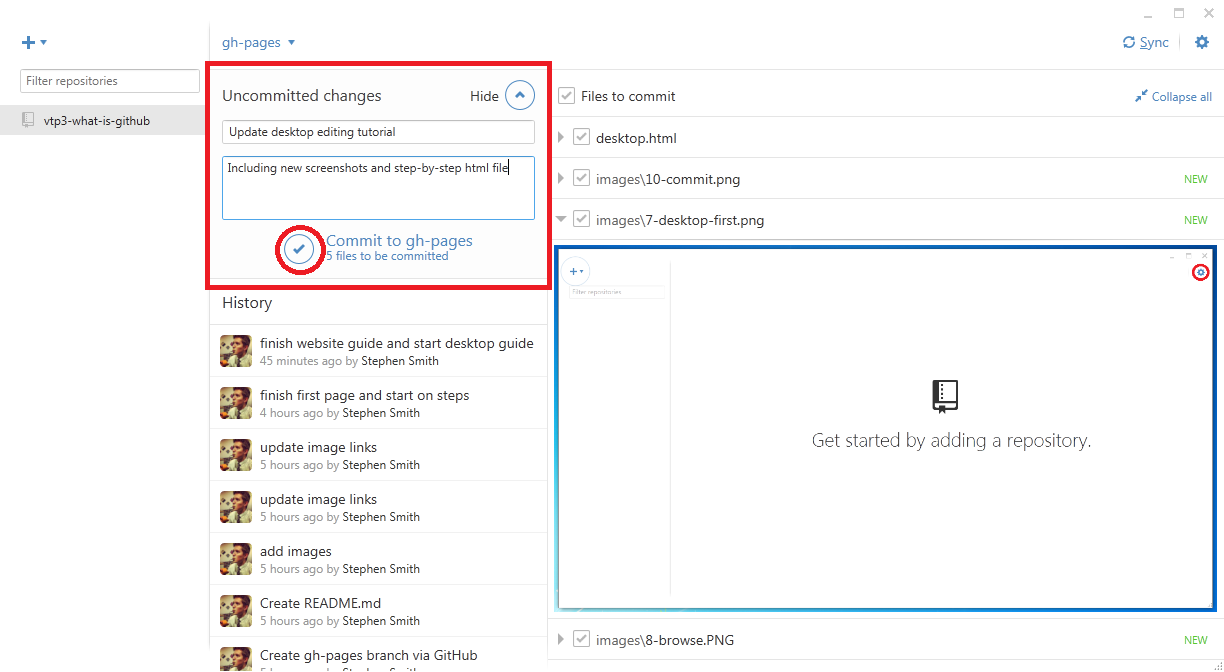 gh-pages
Sync
Filter repositories
vtp3-what-is-github
Uncommitted changes
Hide
Update desktop editing tutorial
Including new screenshots and step-by-step html file
Commit to gh-pages
5 files to be committed
History
finish website guide and start desktop guide
45 minutes ago by Stephen Smith
finish first page and start on steps
4 hours ago by Stephen Smith
update image links
5 hours ago by Stephen Smith
update image links
5 hours ago by Stephen Smith
add images
5 hours ago by Stephen Smith
Create README.md
5 hours ago by Stephen Smith
Create gh-pages branch via GitHub
5 hours ago by Stephen Smith
Files to commit
Collapse all
desktop.html
images\10-commit.png
NEW
images\7-desktop-first.png
NEW
Filter repositories
Get started by adding a repository.
images\8-browse.PNG
NEW